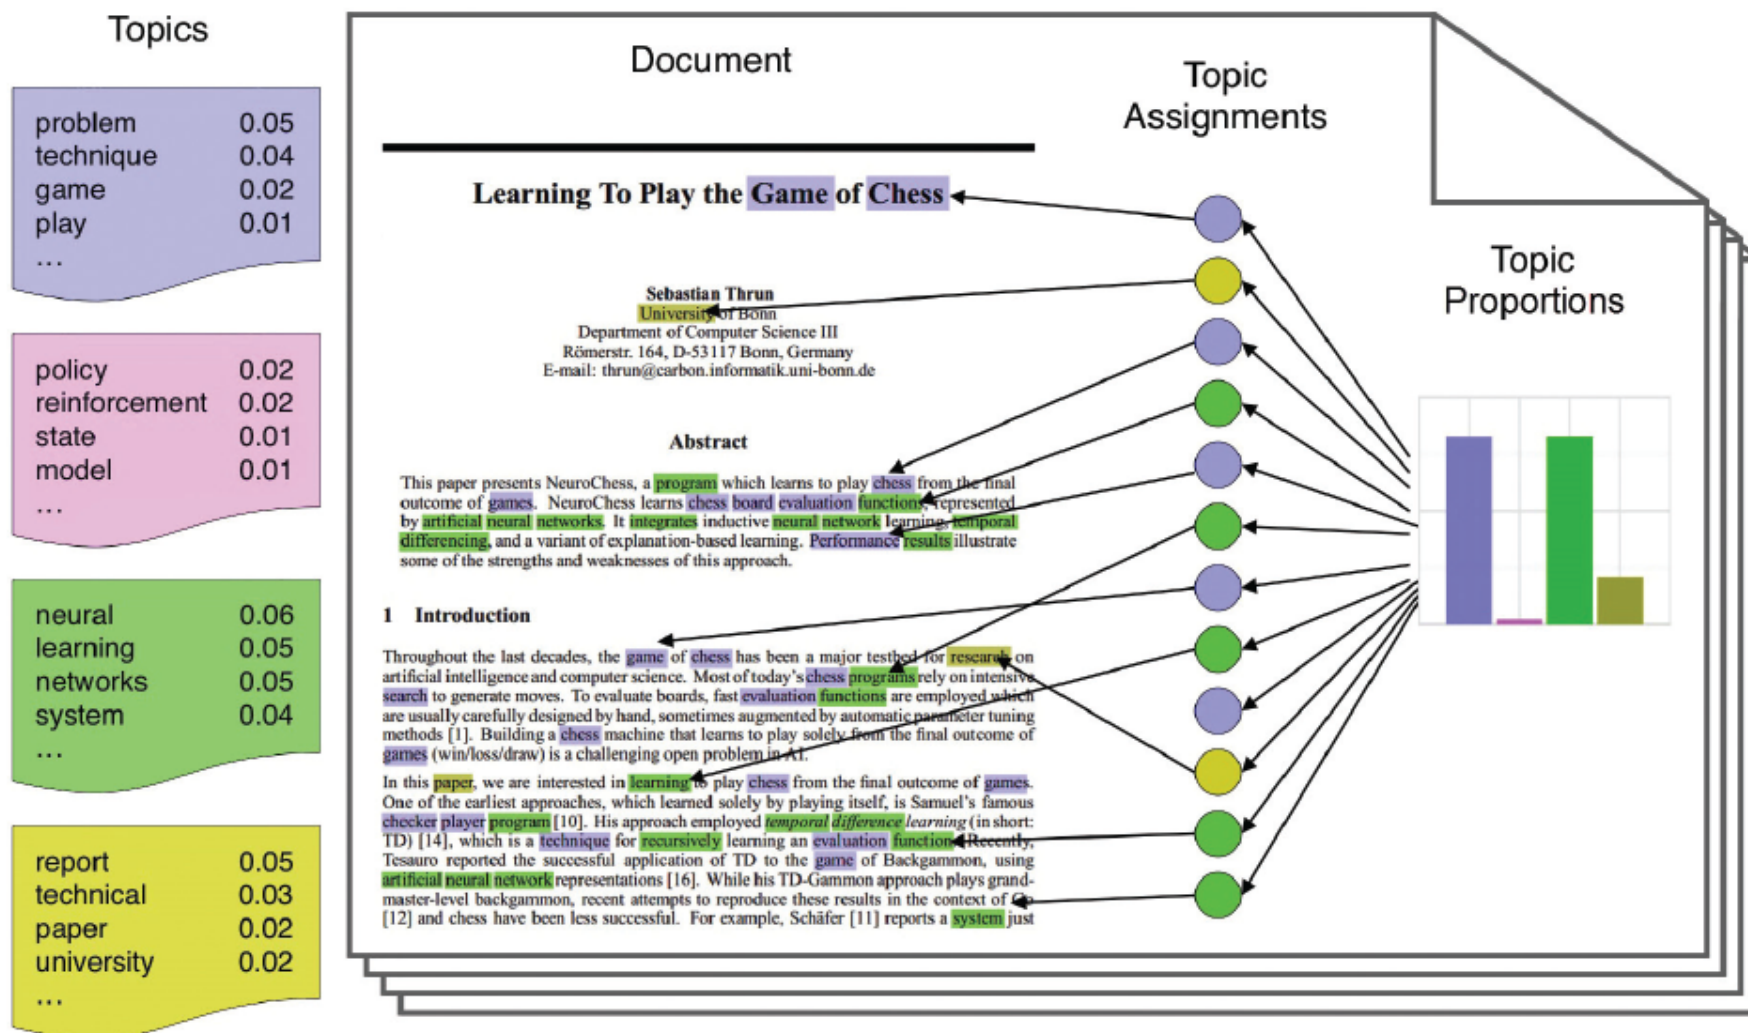 Topics
problem 0.05
technique 0.04
game 0.02
play 0.01
...
policy 0.02
reinforcement 0.02
state 0.01
model 0.01
...
neural 0.06
learning 0.05
networks 0.05
system 0.04
...
report 0.05
technical 0.03
paper 0.02
university 0.02
...
Document
Learning To Play the Game of Chess
Sebastian Thrun
University of Bonn
Department of Computer Science III
Römerstr. 164, D-53117 Bonn, Germany
E-mail: thrun@carbon.informatik.uni-bonn.de
Abstract
This paper presents NeuroChess, a program which learns to play chess from the final
outcome of games. NeuroChess learns chess board evaluation functions, represented
by artificial neural networks. It integrates inductive neural network learning, temporal
differencing, and a variant of explanation-based learning. Performance results illustrate
some of the strengths and weaknesses of this approach.
1 Introduction
Throughout the last decades, the game of chess has been a major testbed for research on
artificial intelligence and computer science. Most of today's chess programs rely on intensive
search to generate moves. To evaluate boards, fast evaluation functions are employed which
are usually carefully designed by hand, sometimes augmented by automatic parameter tuning
methods [1]. Building a chess machine that learns to play solely from the final outcome of
games (win/loss/draw) is a challenging open problem in AI.
In this paper, we are interested in learning to play chess from the final outcome of games.
One of the earliest approaches, which learned solely by playing itself, is Samuel's famous
checker player program [10]. His approach employed temporal difference learning (in short:
TD) [14], which is a technique for recursively learning an evaluation function. Recently,
Tesauro reported the successful application of TD to the game of Backgammon, using
artificial neural network representations [16]. While his TD-Gammon approach plays grand-
master-level backgammon, recent attempts to reproduce these results in the context of Go
[12] and chess have been less successful. For example, Schäfer [11] reports a system just
Topic
Assignments
Topic
Proportions